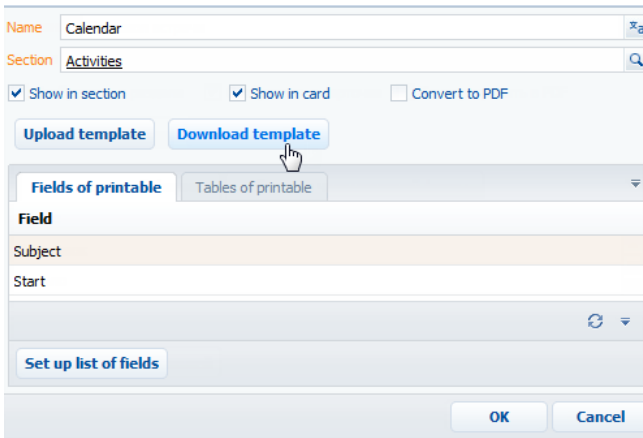 Name Calendar
Section Activities
Show in section Show in card Convert to PDF
Upload template Download template
Fields of printable Tables of printable
Field
Subject
Start
Set up list of fields
OK Cancel